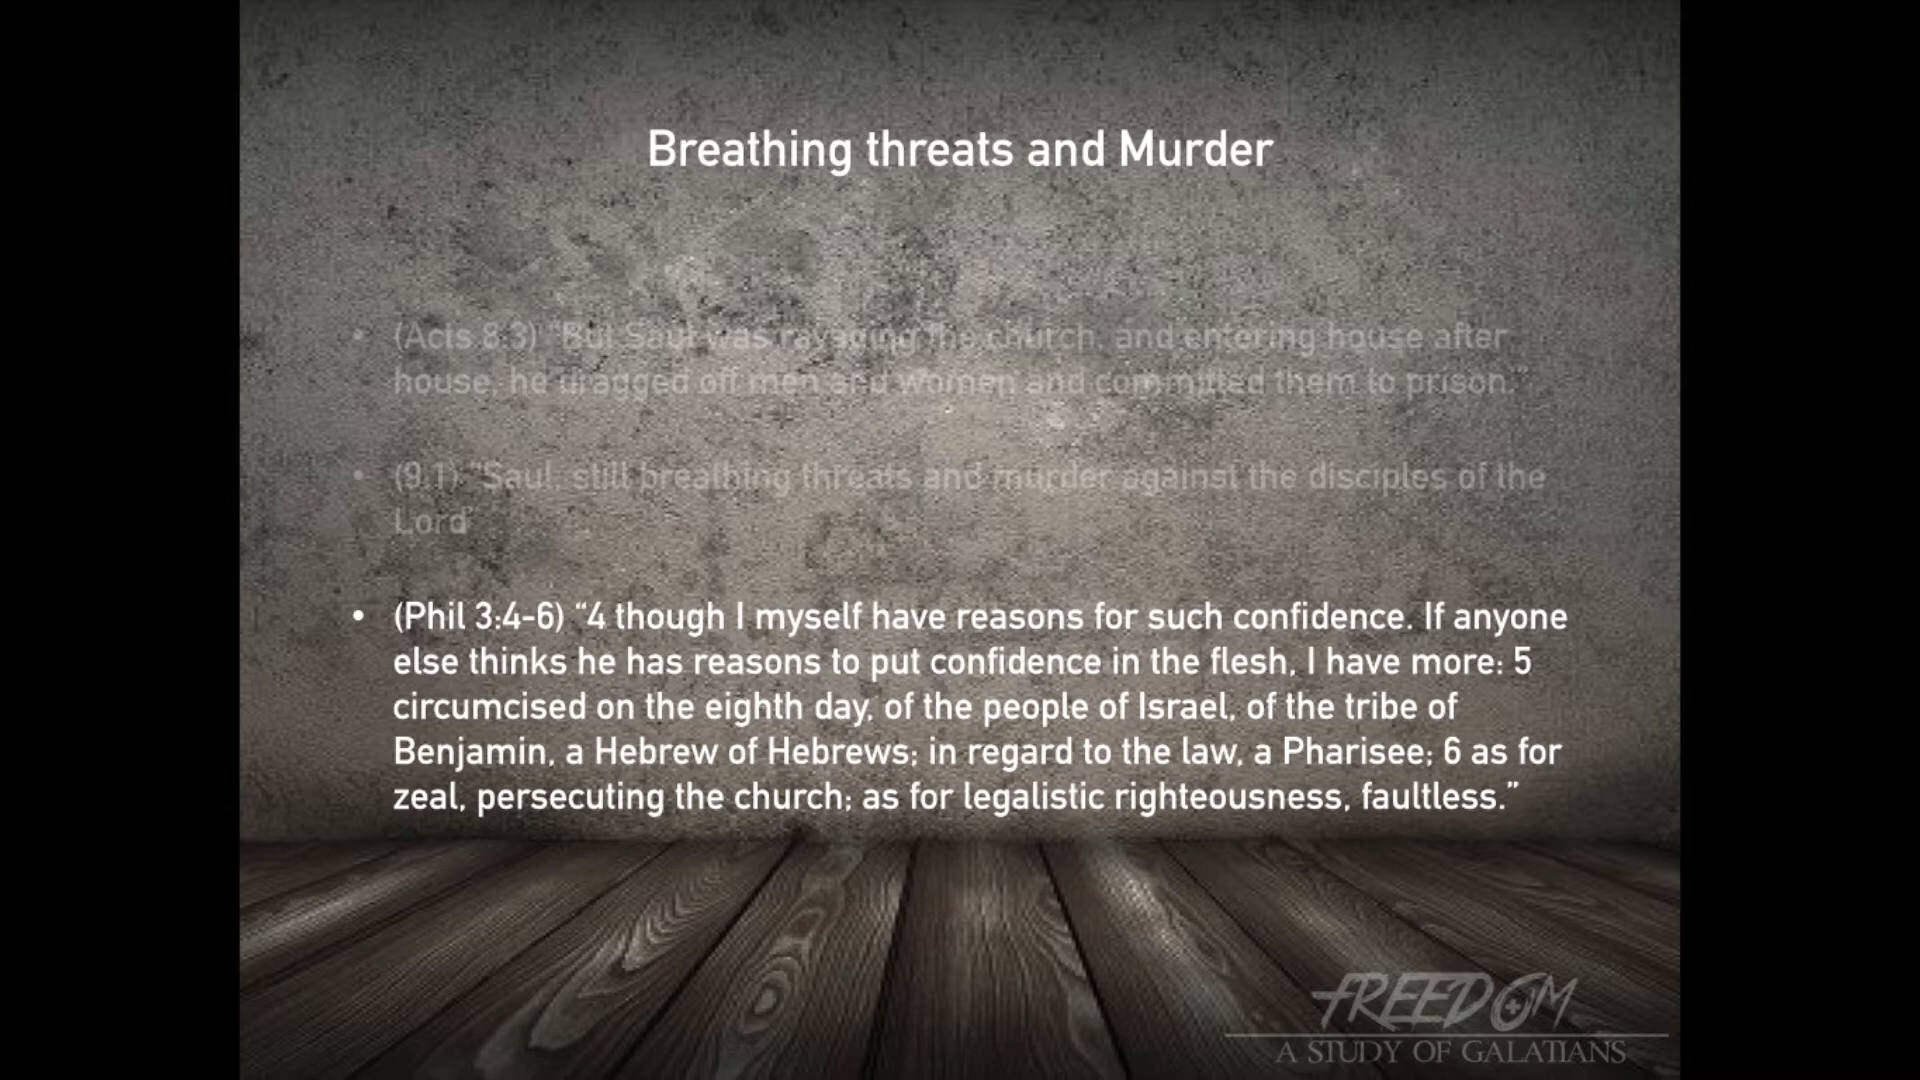 Breathing threats and Murder
• (Acts 8:3) “But Saul was ravaging the church, and entering house after
house, he dragged off men and women and committed them to prison.”
• (9:1) “Saul, still breathing threats and murder against the disciples of the
Lord”
• (Phil 3:4-6) “4 though I myself have reasons for such confidence. If anyone
else thinks he has reasons to put confidence in the flesh, I have more: 5
circumcised on the eighth day, of the people of Israel, of the tribe of
Benjamin, a Hebrew of Hebrews; in regard to the law, a Pharisee; 6 as for
zeal, persecuting the church; as for legalistic righteousness, faultless.”
FREEDOM
A STUDY OF GALATIANS